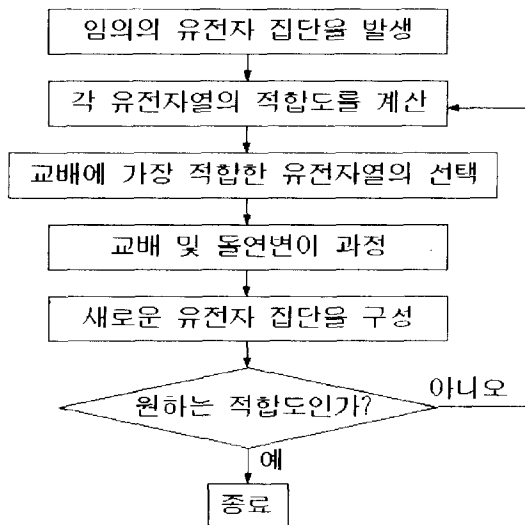 임의의 유전자 집단을 발생
각 유전자열의 적합도를 계산
교배에 가장 적합한 유전자열의 선택
교배 및 돌연변이 과정
새로운 유전자 집단을 구성
원하는 적합도인가?
아니오
예
종료